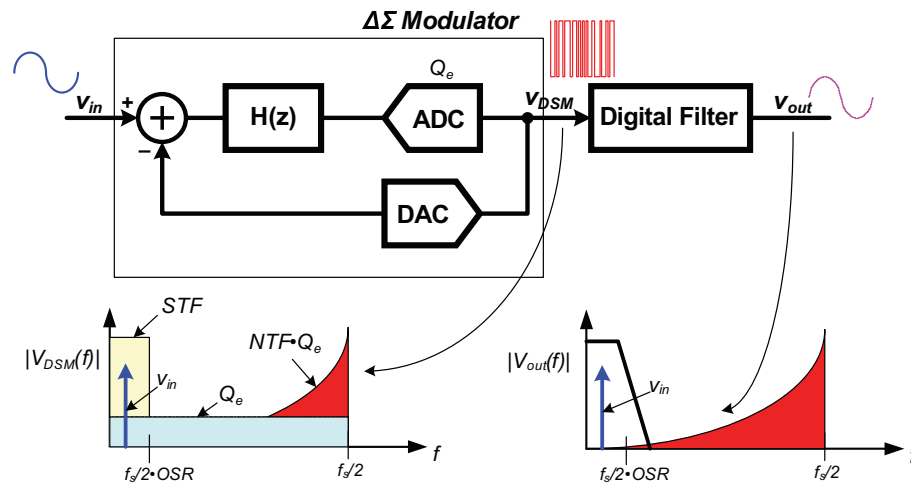 ΔΣ Modulator
v_in
+
−
H(z)
Q_e
ADC
DAC
v_DSM
Digital Filter
v_out
STF
|V_DSM(f)|
v_in
NTF•Q_e
Q_e
f_s/2•OSR
f_s/2
f
|V_out(f)|
v_in
f_s/2•OSR
f_s/2
f